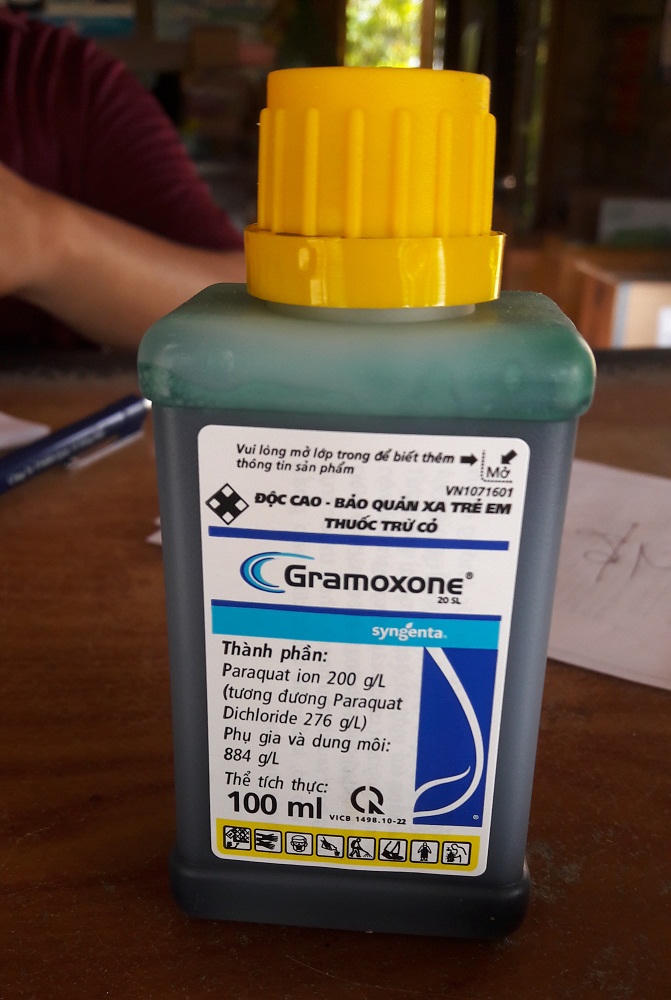 Vui lòng mở lớp trong để biết thêm
thông tin sản phẩm
Mở
VN1071601
ĐỘC CAO - BẢO QUẢN XA TRẺ EM
THUỐC TRỪ CỎ
Gramoxone®
20 SL
syngenta®
Thành phần:
Paraquat ion 200 g/L
(tương đương Paraquat
Dichloride 276 g/L)
Phụ gia và dung môi:
884 g/L
Thể tích thực:
100 ml
VICB 1498.10-22
®